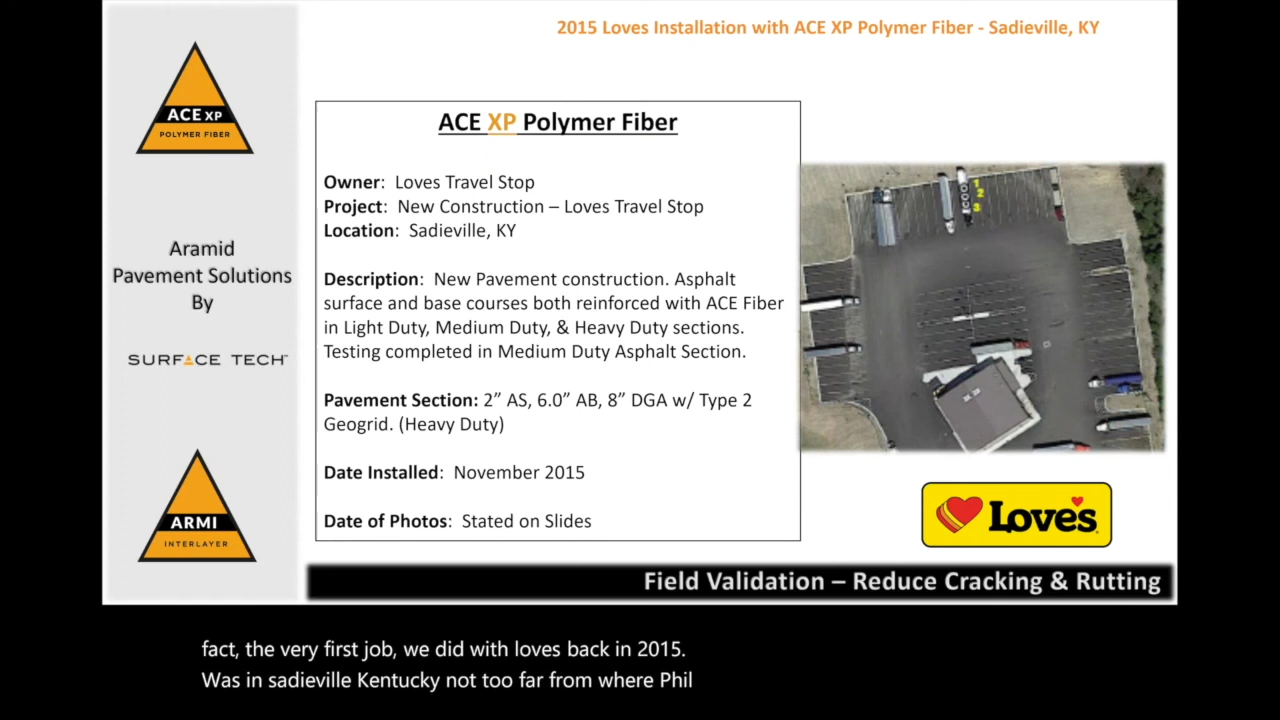 2015 Loves Installation with ACE XP Polymer Fiber - Sadieville, KY
ACE XP
POLYMER FIBER
Aramid
Pavement Solutions
By
SURFACE TECH
ARMI
INTERLAYER
ACE XP Polymer Fiber
Owner: Loves Travel Stop
Project: New Construction – Loves Travel Stop
Location: Sadieville, KY
Description: New Pavement construction. Asphalt
surface and base courses both reinforced with ACE Fiber
in Light Duty, Medium Duty, & Heavy Duty sections.
Testing completed in Medium Duty Asphalt Section.
Pavement Section: 2” AS, 6.0” AB, 8” DGA w/ Type 2
Geogrid. (Heavy Duty)
Date Installed: November 2015
Date of Photos: Stated on Slides
1
2
3
Love's
Field Validation – Reduce Cracking & Rutting
fact, the very first job, we did with loves back in 2015.
Was in sadieville Kentucky not too far from where Phil